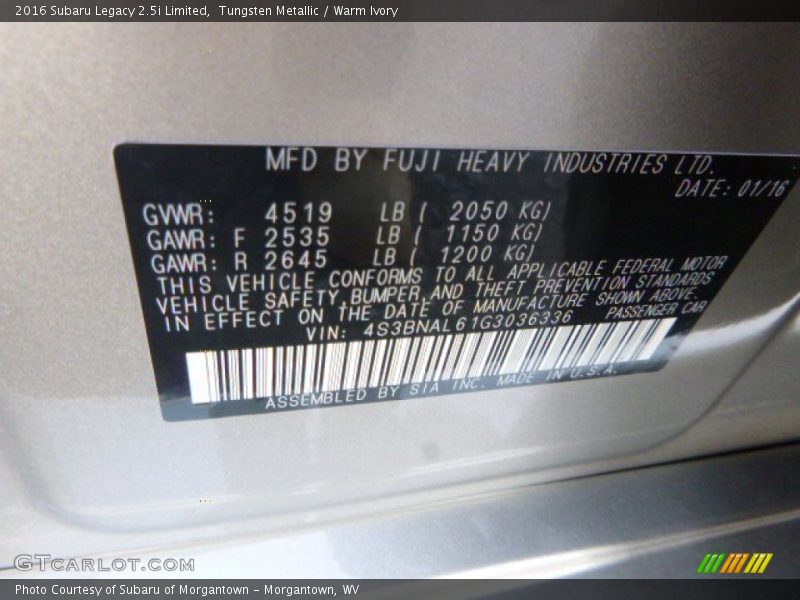 2016 Subaru Legacy 2.5i Limited,  Tungsten Metallic / Warm Ivory
MFD BY FUJI HEAVY INDUSTRIES LTD.
DATE: 01/16
GVWR: 4519 LB ( 2050 KG)
GAWR: F 2535 LB ( 1150 KG)
GAWR: R 2645 LB ( 1200 KG)
THIS VEHICLE CONFORMS TO ALL APPLICABLE FEDERAL MOTOR
VEHICLE SAFETY,BUMPER,AND THEFT PREVENTION STANDARDS
IN EFFECT ON THE DATE OF MANUFACTURE SHOWN ABOVE.
VIN: 4S3BNAL61G3036336 PASSENGER CAR
ASSEMBLED BY SIA INC. MADE IN U.S.A.
GTCARLOT.COM
Photo Courtesy of Subaru of Morgantown - Morgantown, WV